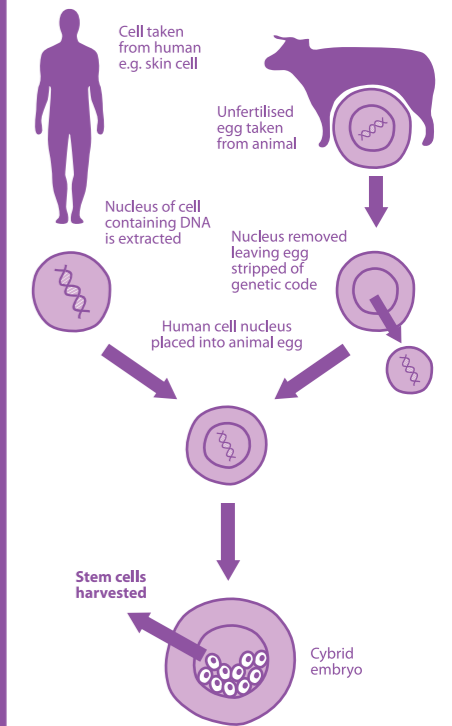 Cell taken
from human
e.g. skin cell
Unfertilised
egg taken
from animal
Nucleus of cell
containing DNA
is extracted
Nucleus removed
leaving egg
stripped of
genetic code
Human cell nucleus
placed into animal egg
Stem cells
harvested
Cybrid
embryo